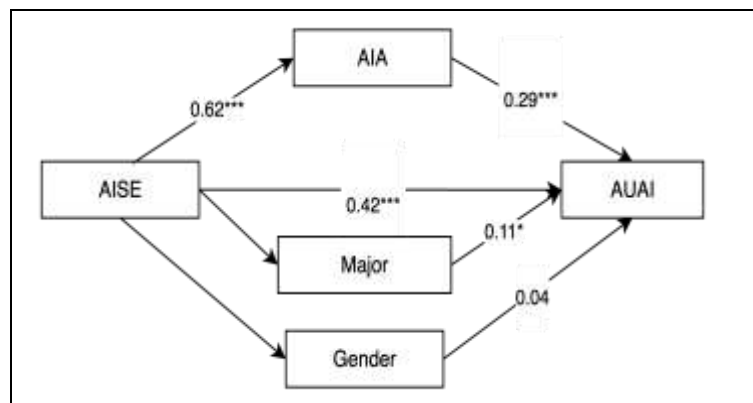 AIA
0.62***
0.29***
AISE
AUAI
0.42***
0.11*
Major
0.04
Gender